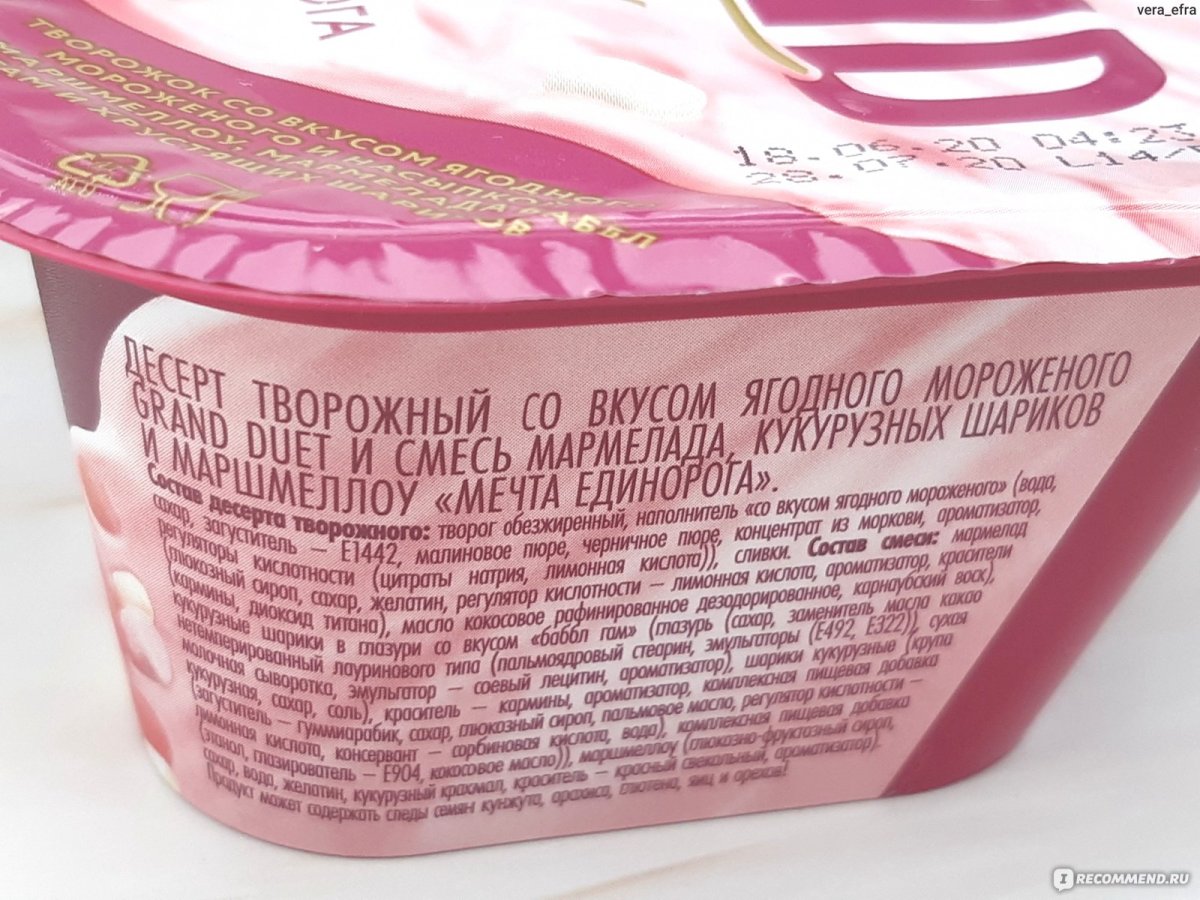 vera_efra
ОГА
ТВОРОЖОК СО ВКУСОМ ЯГОДНОГО
МОРОЖЕНОГО И НАСЫПКОЙ
МАРШМЕЛЛОУ, МАРМЕЛАДА
ХРУСТЯЩИХ ШАРИКОВ БАБЛ
18.06.20 04:23
28.07.20 L14/
ДЕСЕРТ ТВОРОЖНЫЙ СО ВКУСОМ ЯГОДНОГО МОРОЖЕНОГО
GRAND DUET И СМЕСЬ МАРМЕЛАДА, КУКУРУЗНЫХ ШАРИКОВ
И МАРШМЕЛЛОУ «МЕЧТА ЕДИНОРОГА».
Состав десерта творожного: творог обезжиренный, наполнитель «со вкусом ягодного мороженого» (вода,
сахар, загуститель – Е1442, малиновое пюре, черничное пюре, концентрат из моркови, ароматизатор,
регуляторы кислотности (цитраты натрия, лимонная кислота)), сливки. Состав смеси: мармелад
(глюкозный сироп, сахар, желатин, регулятор кислотности – лимонная кислота, ароматизатор, красители
(кармины, диоксид титана), масло кокосовое рафинированное дезодорированное, карнаубский воск),
кукурузные шарики в глазури со вкусом «баббл гам» (глазурь (сахар, заменитель масла какао
нетемперированный лауринового типа (пальмоядровый стеарин, эмульгаторы (Е492, Е322)), сухая
молочная сыворотка, эмульгатор – соевый лецитин, ароматизатор), шарики кукурузные (крупа
кукурузная, сахар, соль), краситель – кармины, ароматизатор, комплексная пищевая добавка
(загуститель – гуммиарабик, сахар, глюкозный сироп, пальмовое масло, регулятор кислотности –
лимонная кислота, консервант – сорбиновая кислота, вода), комплексная пищевая добавка
(этанол, глазирователь – Е904, кокосовое масло)), маршмеллоу (глюкозно-фруктозный сироп,
сахар, вода, желатин, кукурузный крахмал, краситель – красный свекольный, ароматизатор).
Продукт может содержать следы семян кунжута, арахиса, глютена, яиц и орехов!
I RECOMMEND.RU